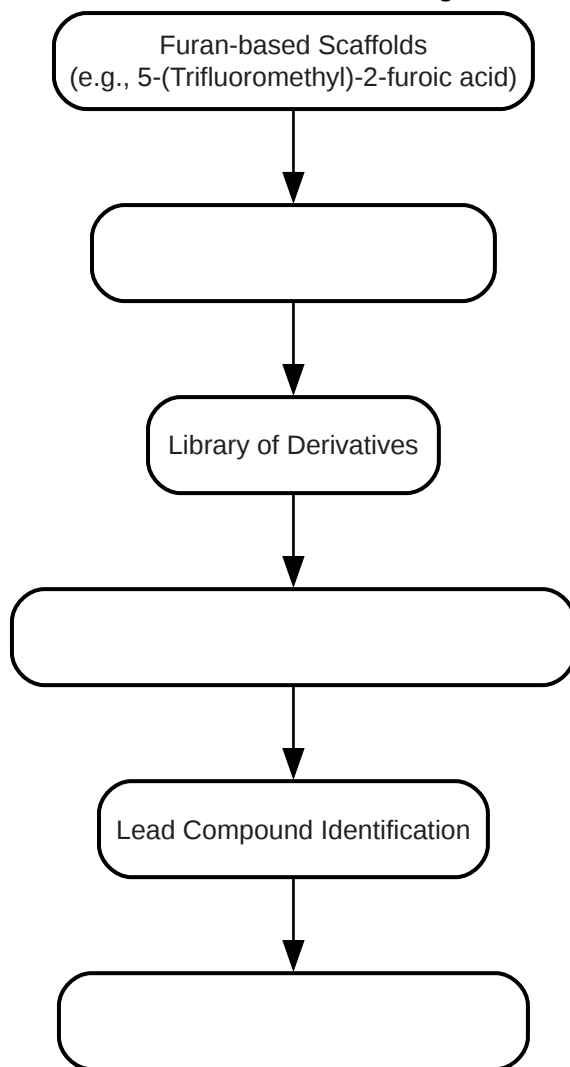 Furan-based Scaffolds
(e.g., 5-(Trifluoromethyl)-2-furoic acid)
Library of Derivatives
Lead Compound Identification